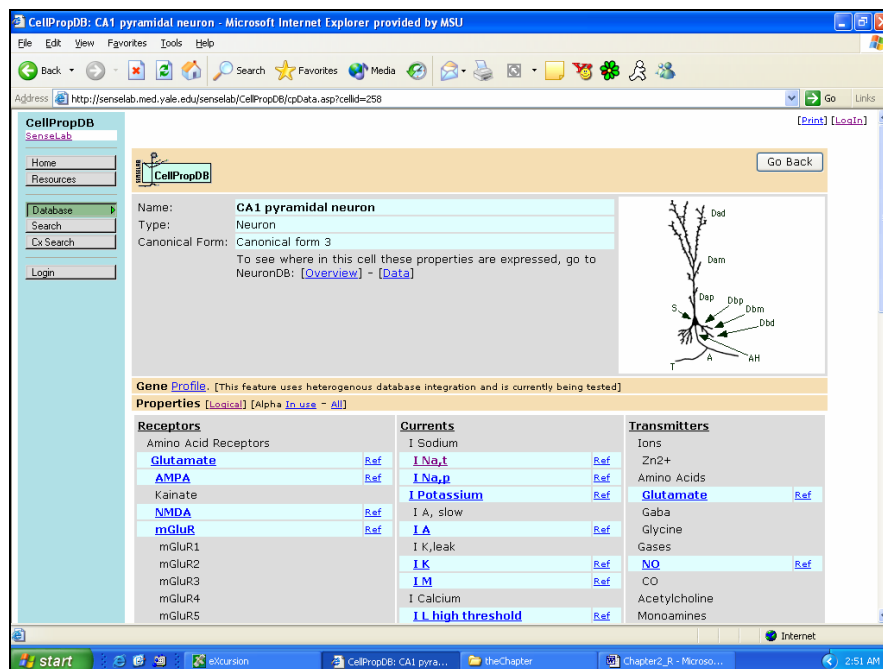 CellPropDB: CA1 pyramidal neuron - Microsoft Internet Explorer provided by MSU
File Edit View Favorites Tools Help
Back Search Favorites Media
Address http://senselab.med.yale.edu/senselab/CellPropDB/cpData.asp?cellid=258 Go Links
CellPropDB
SenseLab
[Print] [LogIn]
Home
Resources
Database
Search
Cx Search
Login
SENSELAB CellPropDB
Go Back
Name: CA1 pyramidal neuron
Type: Neuron
Canonical Form: Canonical form 3
To see where in this cell these properties are expressed, go to
NeuronDB: [Overview] - [Data]
Dad
Dam
Dap
Dbp
Dbm
Dbd
S
T
A
AH
Gene Profile. [This feature uses heterogenous database integration and is currently being tested]
Properties [Logical] [Alpha In use - All]
Receptors Currents Transmitters
Amino Acid Receptors I Sodium Ions
Glutamate Ref I Na,t Ref Zn2+
AMPA Ref I Na,p Ref Amino Acids
Kainate I Potassium Ref Glutamate Ref
NMDA Ref I A, slow Gaba
mGluR Ref I A Ref Glycine
mGluR1 I K,leak Gases
mGluR2 I K Ref NO Ref
mGluR3 I M Ref CO
mGluR4 I Calcium Acetylcholine
mGluR5 I L high threshold Ref Monoamines
Internet
start eXcursion CellPropDB: CA1 pyra... theChapter Chapter2_R - Microso... 2:51 AM